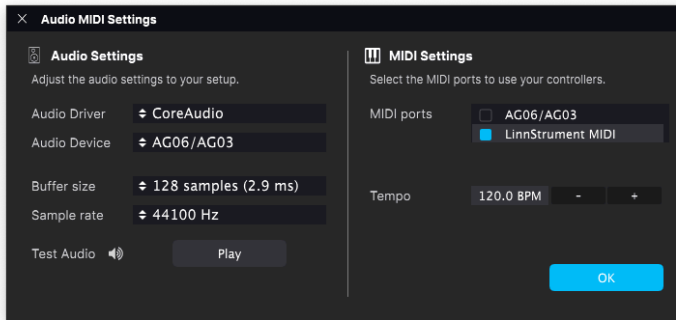 Audio MIDI Settings
Audio Settings
Adjust the audio settings to your setup.
Audio Driver CoreAudio
Audio Device AG06/AG03
Buffer size 128 samples (2.9 ms)
Sample rate 44100 Hz
Test Audio Play
MIDI Settings
Select the MIDI ports to use your controllers.
MIDI ports AG06/AG03
LinnStrument MIDI
Tempo 120.0 BPM - +
OK